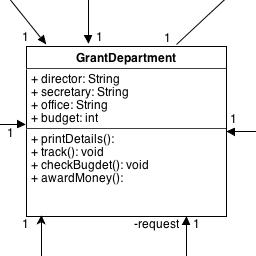 1 1 1
GrantDepartment
+ director: String
+ secretary: String
+ office: String
+ budget: int
1 1
+ printDetails():
+ track(): void
+ checkBugdet(): void
+ awardMoney():
1 -request 1